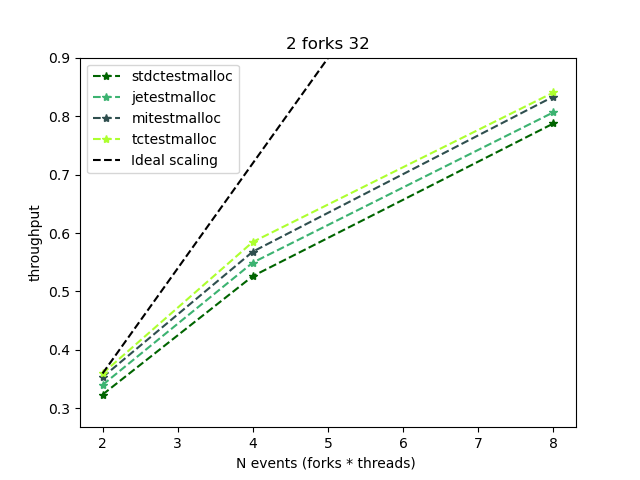 2 forks 32
stdctestmalloc
jetestmalloc
mitestmalloc
tctestmalloc
Ideal scaling
throughput
0.9
0.8
0.7
0.6
0.5
0.4
0.3
2 3 4 5 6 7 8
N events (forks * threads)